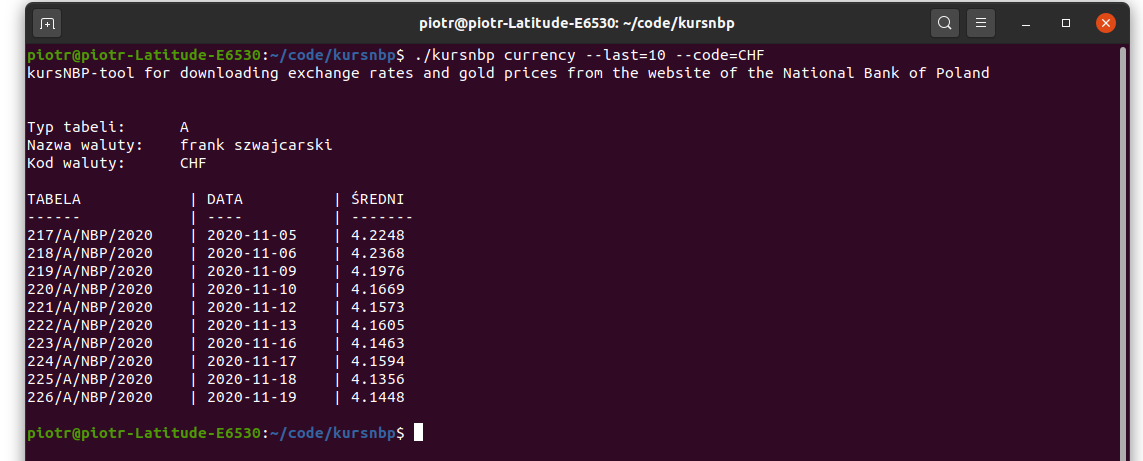 piotr@piotr-Latitude-E6530: ~/code/kursnbp
piotr@piotr-Latitude-E6530:~/code/kursnbp$ ./kursnbp currency --last=10 --code=CHF
kursNBP-tool for downloading exchange rates and gold prices from the website of the National Bank of Poland
Typ tabeli:      A
Nazwa waluty:    frank szwajcarski
Kod waluty:      CHF
TABELA            | DATA          | ŚREDNI
------            | ----          | -------
217/A/NBP/2020    | 2020-11-05    | 4.2248
218/A/NBP/2020    | 2020-11-06    | 4.2368
219/A/NBP/2020    | 2020-11-09    | 4.1976
220/A/NBP/2020    | 2020-11-10    | 4.1669
221/A/NBP/2020    | 2020-11-12    | 4.1573
222/A/NBP/2020    | 2020-11-13    | 4.1605
223/A/NBP/2020    | 2020-11-16    | 4.1463
224/A/NBP/2020    | 2020-11-17    | 4.1594
225/A/NBP/2020    | 2020-11-18    | 4.1356
226/A/NBP/2020    | 2020-11-19    | 4.1448
piotr@piotr-Latitude-E6530:~/code/kursnbp$